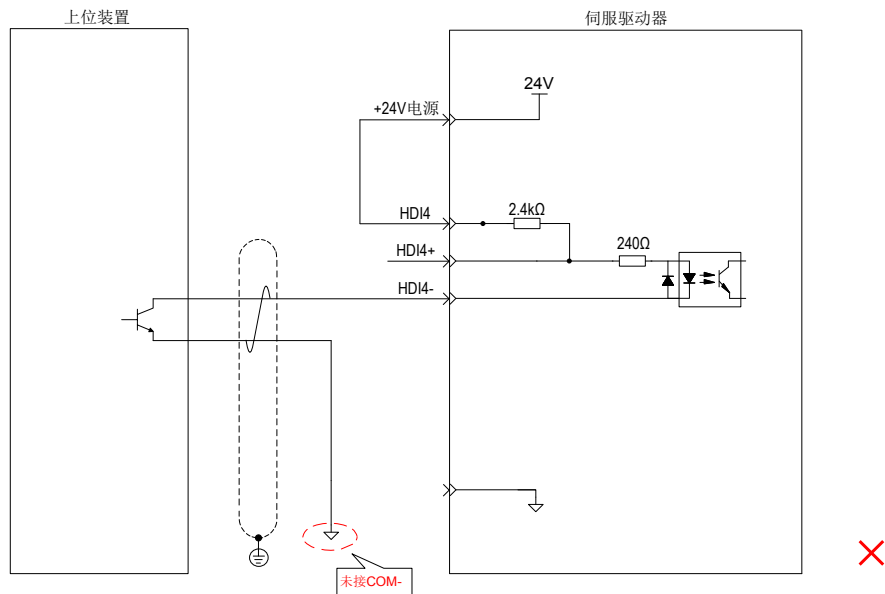 上位装置
伺服驱动器
24V
+24V电源
HDI4
2.4kΩ
HDI4+
240Ω
HDI4-
未接COM-